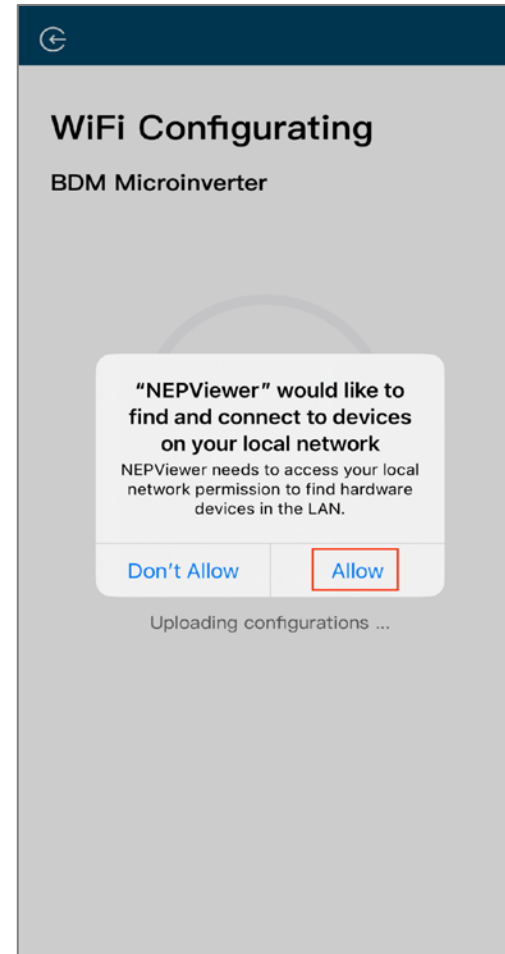 WiFi Configurating
BDM Microinverter
“NEPViewer” would like to
find and connect to devices
on your local network
NEPViewer needs to access your local
network permission to find hardware
devices in the LAN.
Don't Allow
Allow
Uploading configurations ...